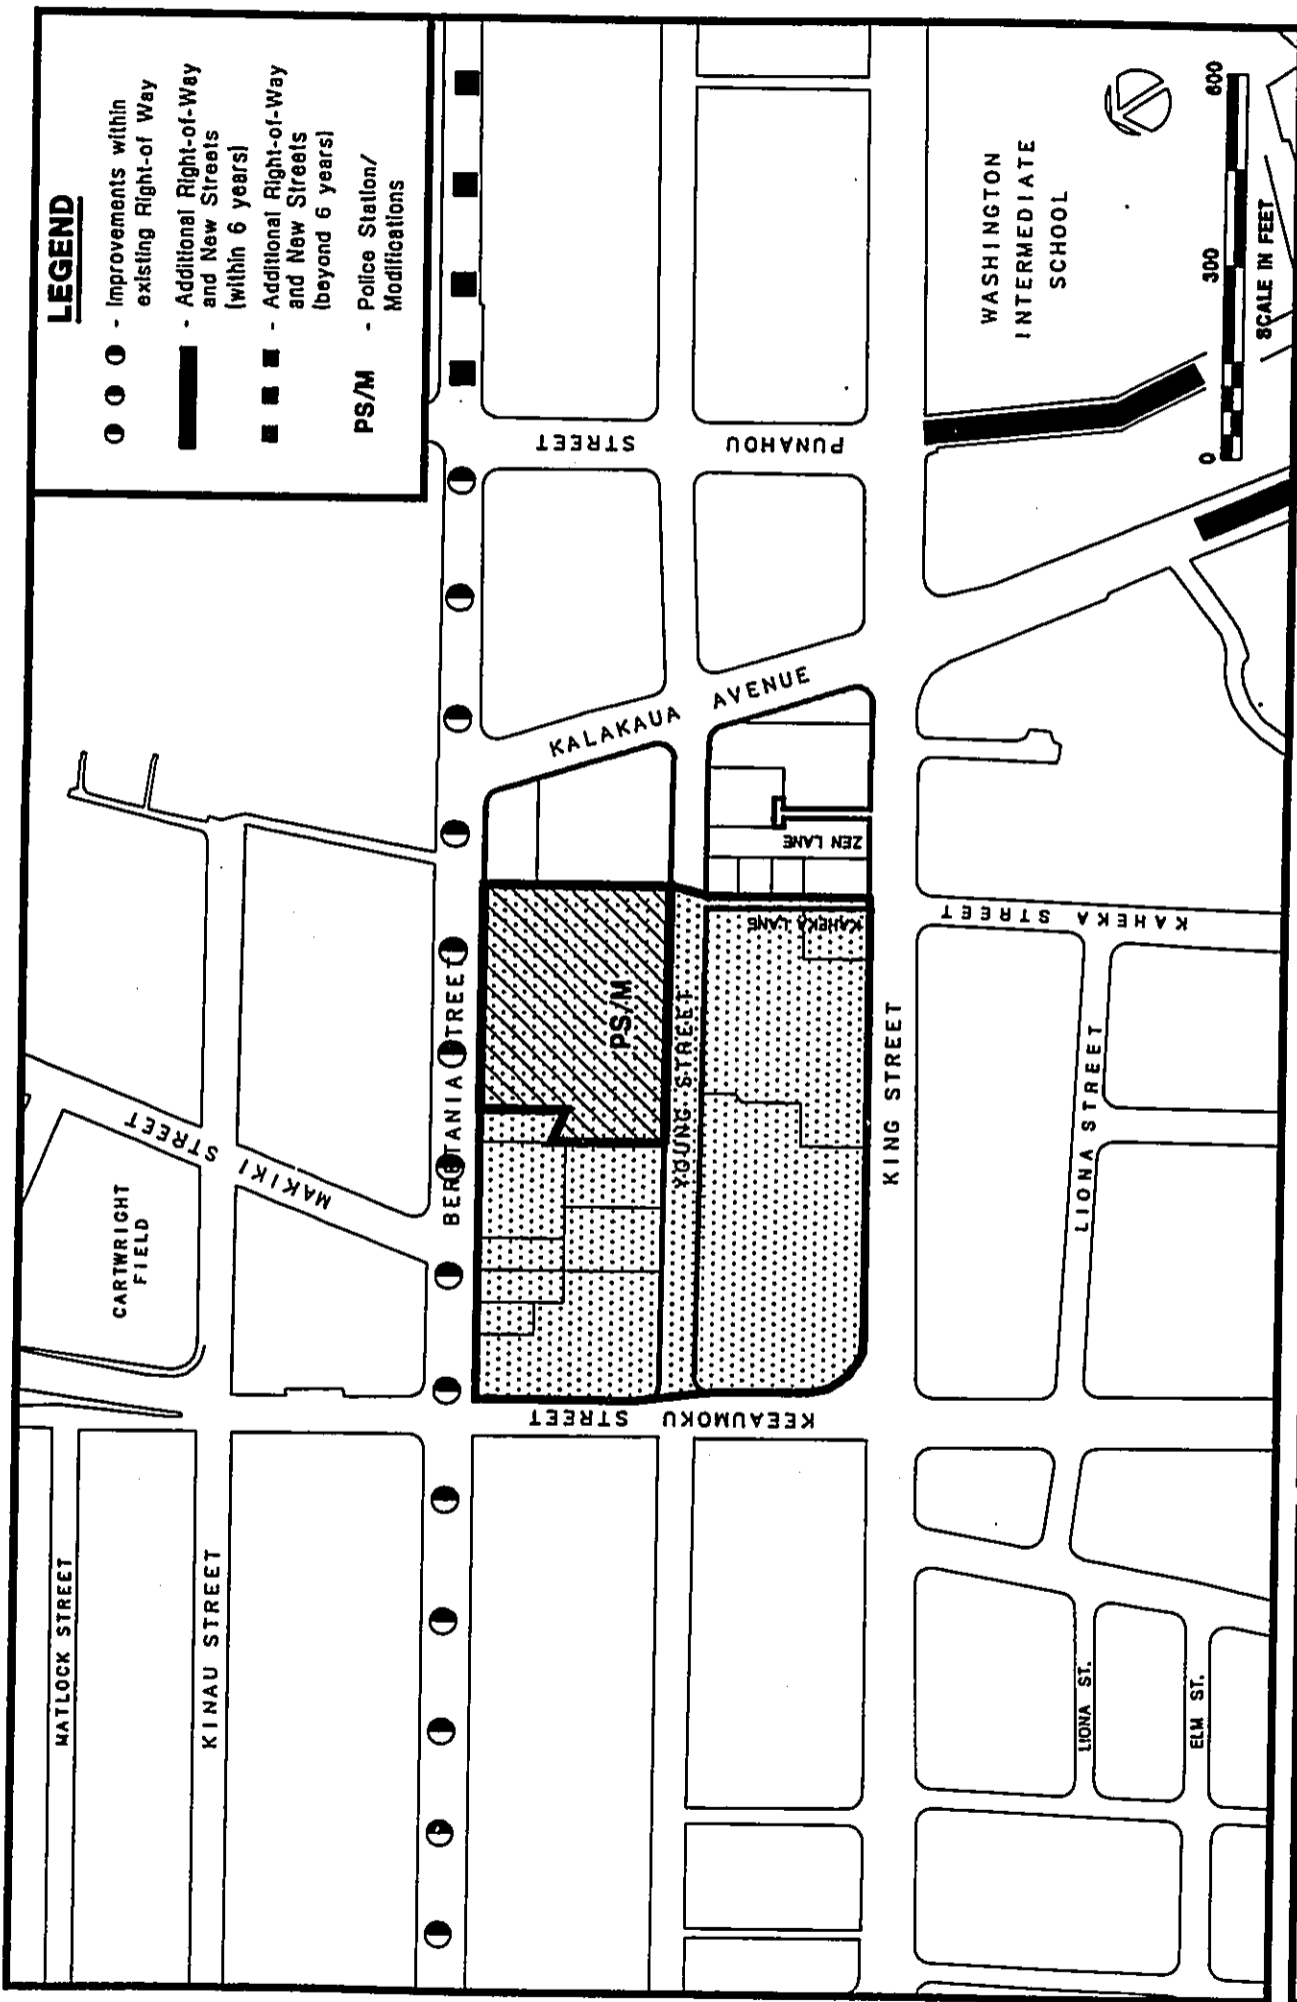 LEGEND
- Improvements within
existing Right-of Way
- Additional Right-of-Way
and New Streets
(within 6 years)
- Additional Right-of-Way
and New Streets
(beyond 6 years)
PS/M - Police Station/
Modifications
MATLOCK STREET
KINAU STREET
CARTWRIGHT
FIELD
MAKIKI STREET
BERETANIA STREET
KEEAUMOKU STREET
PS/M
YOUNG STREET
KALAKAUA AVENUE
PUNAHOU STREET
KAHEKA LANE
ZEN LANE
KING STREET
KAHEKA STREET
LIONA STREET
LIONA ST.
ELM ST.
WASHINGTON
INTERMEDIATE
SCHOOL
0 300 600
SCALE IN FEET